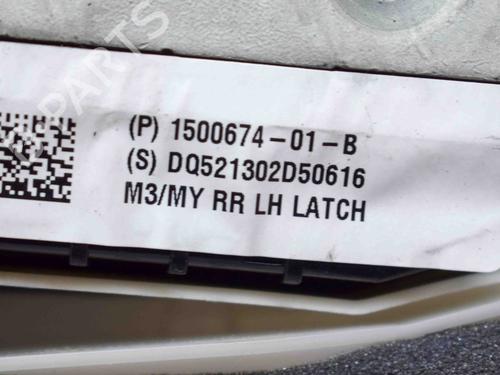 (P) 1500674-01-B
(S) DQ521302D50616
M3/MY RR LH LATCH